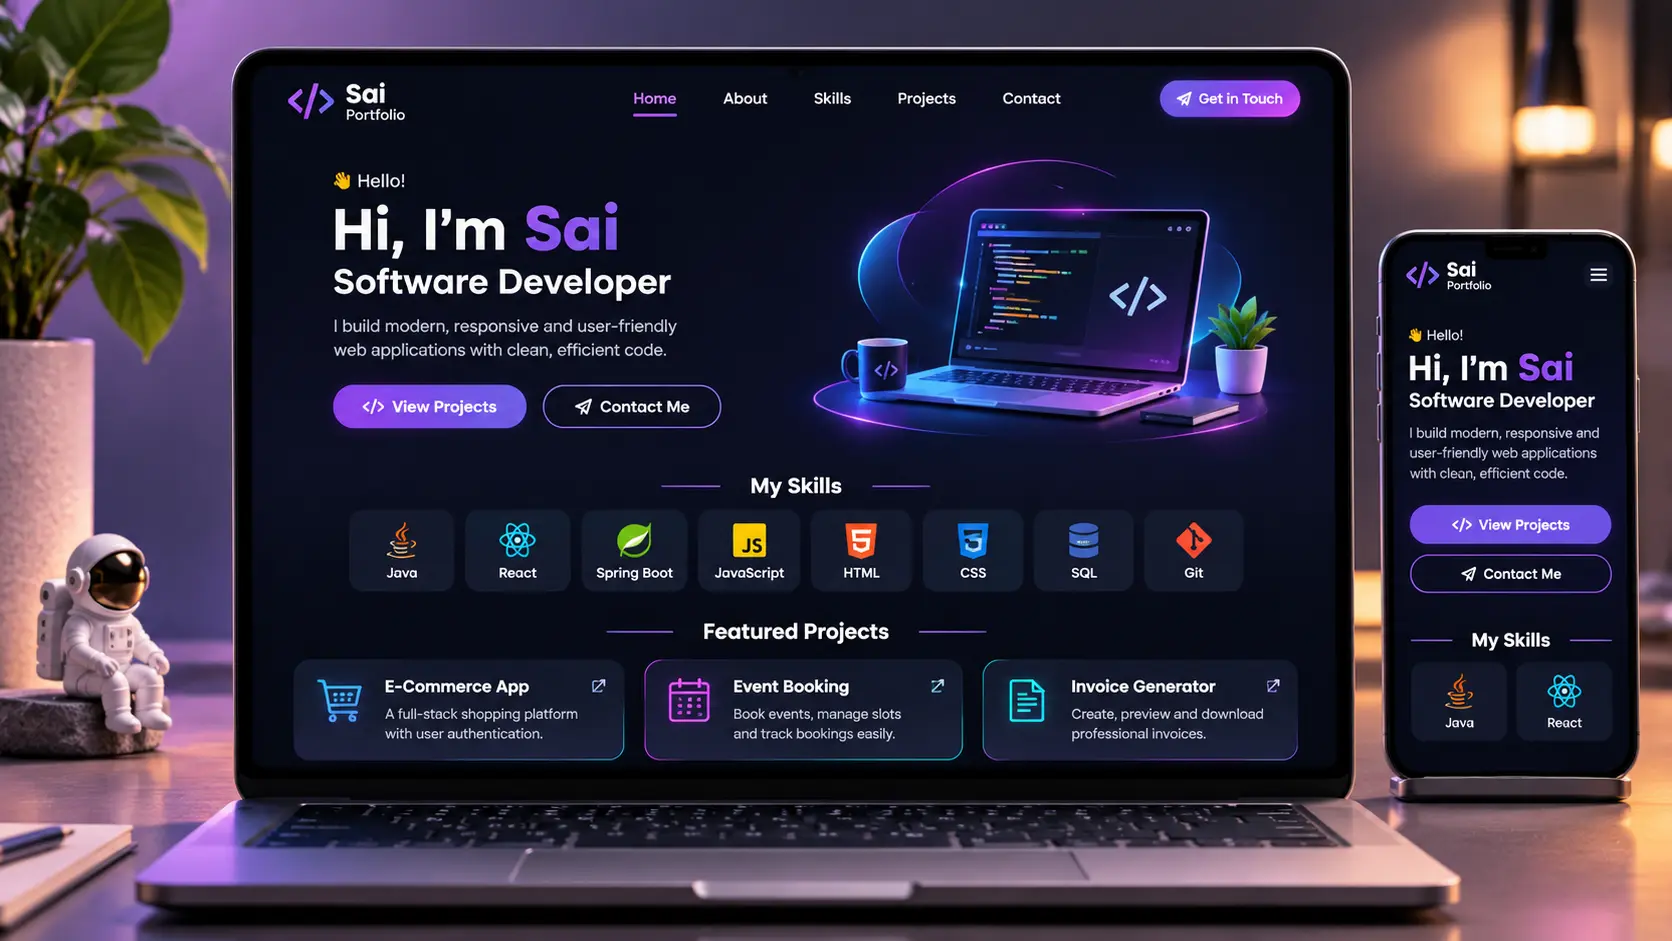 Sai
Portfolio
Home
About
Skills
Projects
Contact
Get in Touch
👋 Hello!
Hi, I'm Sai
Software Developer
I build modern, responsive and user-friendly
web applications with clean, efficient code.
</> View Projects
Contact Me
</>
</>
My Skills
Java
React
Spring Boot
JS
JavaScript
5
HTML
3
CSS
SQL
Git
Featured Projects
E-Commerce App
A full-stack shopping platform
with user authentication.
Event Booking
Book events, manage slots
and track bookings easily.
Invoice Generator
Create, preview and download
professional invoices.
</> Sai
Portfolio
👋 Hello!
Hi, I'm Sai
Software Developer
I build modern, responsive and
user-friendly web applications
with clean, efficient code.
</> View Projects
Contact Me
My Skills
Java
React